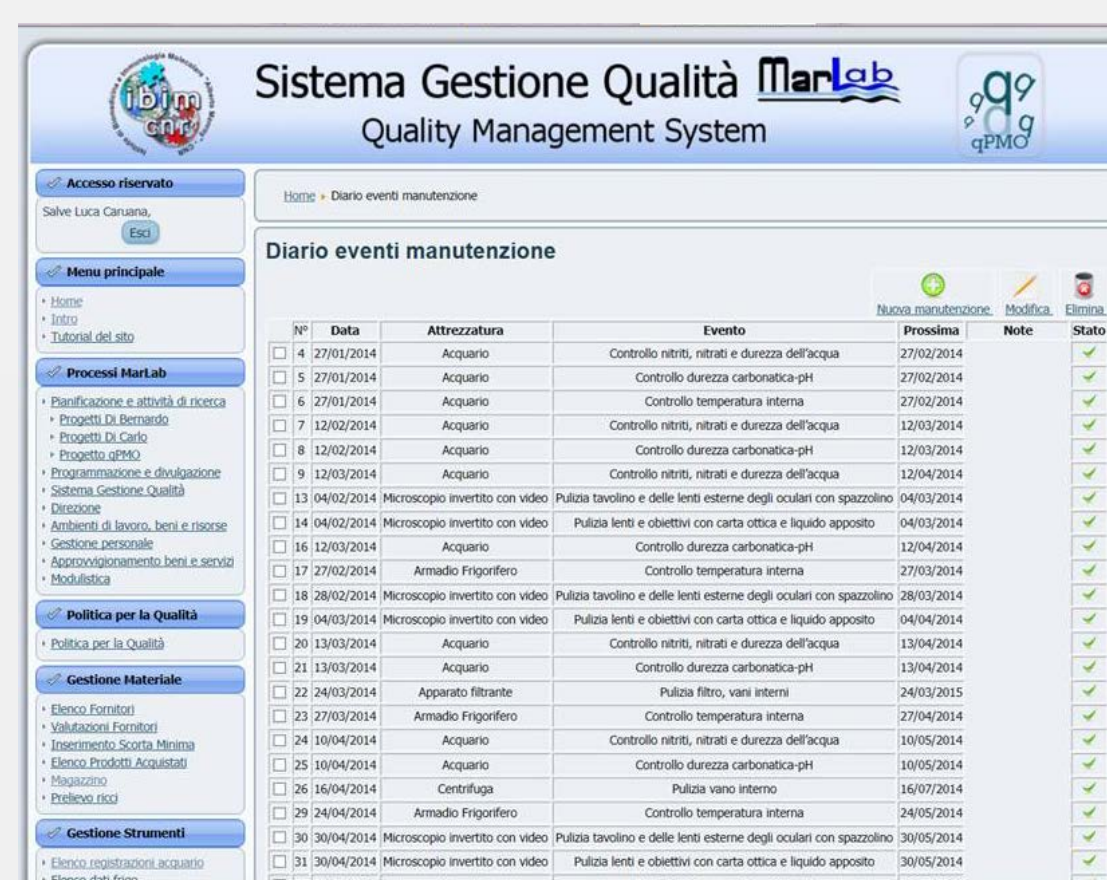 Sistema Gestione Qualità MarLab
Quality Management System
ibim
cnr
qPMO
Accesso riservato
Salve Luca Caruana,
Esci
Menu principale
Home
Intro
Tutorial del sito
Processi MarLab
Pianificazione e attività di ricerca
Progetti Di Bernardo
Progetti Di Carlo
Progetto qPMO
Programmazione e divulgazione
Sistema Gestione Qualità
Direzione
Ambienti di lavoro, beni e risorse
Gestione personale
Approvvigionamento beni e servizi
Modulistica
Politica per la Qualità
Politica per la Qualità
Gestione Materiale
Elenco Fornitori
Valutazioni Fornitori
Inserimento Scorta Minima
Elenco Prodotti Acquistati
Magazzino
Prelievo ricci
Gestione Strumenti
Elenco registrazioni acquario
Elenco dati frigo
Home Diario eventi manutenzione
Diario eventi manutenzione
Nuova manutenzione Modifica Elimina
Nº Data Attrezzatura Evento Prossima Note Stato
4 27/01/2014 Acquario Controllo nitriti, nitrati e durezza dell'acqua 27/02/2014
5 27/01/2014 Acquario Controllo durezza carbonatica-pH 27/02/2014
6 27/01/2014 Acquario Controllo temperatura interna 27/02/2014
7 12/02/2014 Acquario Controllo nitriti, nitrati e durezza dell'acqua 12/03/2014
8 12/02/2014 Acquario Controllo durezza carbonatica-pH 12/03/2014
9 12/03/2014 Acquario Controllo nitriti, nitrati e durezza dell'acqua 12/04/2014
13 04/02/2014 Microscopio invertito con video Pulizia tavolino e delle lenti esterne degli oculari con spazzolino 04/03/2014
14 04/02/2014 Microscopio invertito con video Pulizia lenti e obiettivi con carta ottica e liquido apposito 04/03/2014
16 12/03/2014 Acquario Controllo durezza carbonatica-pH 12/04/2014
17 27/02/2014 Armadio Frigorifero Controllo temperatura interna 27/03/2014
18 28/02/2014 Microscopio invertito con video Pulizia tavolino e delle lenti esterne degli oculari con spazzolino 28/03/2014
19 04/03/2014 Microscopio invertito con video Pulizia lenti e obiettivi con carta ottica e liquido apposito 04/04/2014
20 13/03/2014 Acquario Controllo nitriti, nitrati e durezza dell'acqua 13/04/2014
21 13/03/2014 Acquario Controllo durezza carbonatica-pH 13/04/2014
22 24/03/2014 Apparato filtrante Pulizia filtro, vani interni 24/03/2015
23 27/03/2014 Armadio Frigorifero Controllo temperatura interna 27/04/2014
24 10/04/2014 Acquario Controllo nitriti, nitrati e durezza dell'acqua 10/05/2014
25 10/04/2014 Acquario Controllo durezza carbonatica-pH 10/05/2014
26 16/04/2014 Centrifuga Pulizia vano interno 16/07/2014
29 24/04/2014 Armadio Frigorifero Controllo temperatura interna 24/05/2014
30 30/04/2014 Microscopio invertito con video Pulizia tavolino e delle lenti esterne degli oculari con spazzolino 30/05/2014
31 30/04/2014 Microscopio invertito con video Pulizia lenti e obiettivi con carta ottica e liquido apposito 30/05/2014